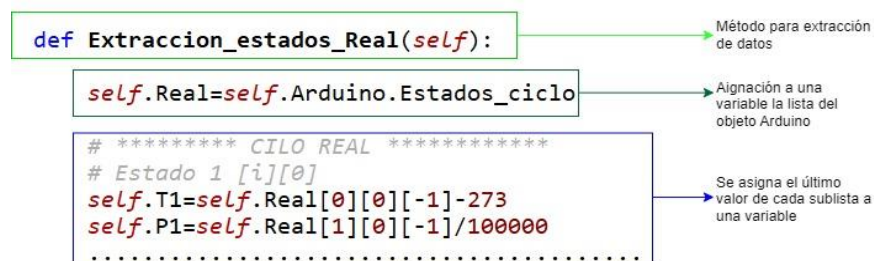 def Extraccion_estados_Real(self):
Método para extracción
de datos
self.Real=self.Arduino.Estados_ciclo
Aignación a una
variable la lista del
objeto Arduino
# ********* CILO REAL ************
# Estado 1 [i][0]
self.T1=self.Real[0][0][-1]-273
self.P1=self.Real[1][0][-1]/100000
.........................................
Se asigna el último
valor de cada sublista a
una variable